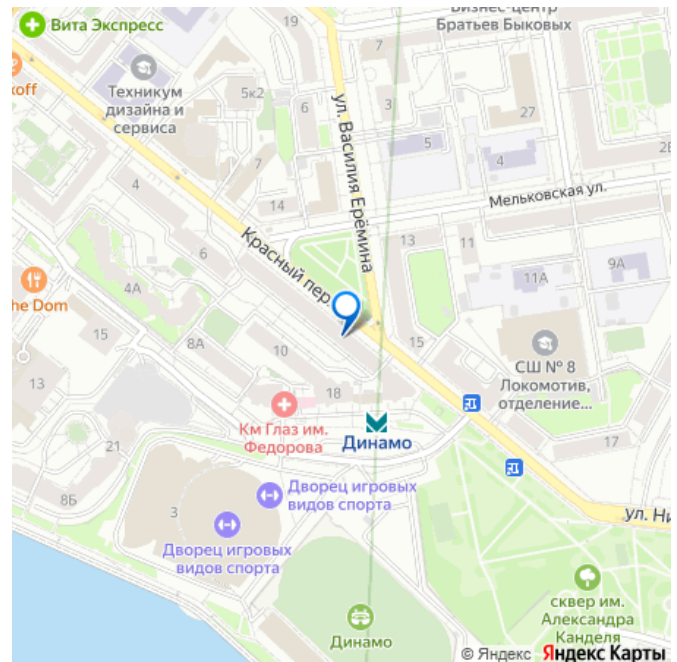 Бизнес-центр
Братьев Быковых
Вита Экспресс
Техникум
дизайна и
сервиса
koff
5к2
6
3
27
ул. Василия Ерёмина
5
7
4
2
4
14
Мельковская ул.
Красный пер.
13
11
6
9А
11А
4А
he Dom
15
8А
10
15
СШ № 8
Локомотив,
отделение...
13
18
Км Глаз им.
Федорова
Динамо
17
21
8Б
3
Дворец игровых
видов спорта
ул. Ни
Дворец игровых
видов спорта
сквер им.
Александра
Канделя
Динамо
© Яндекс Яндекс Карты